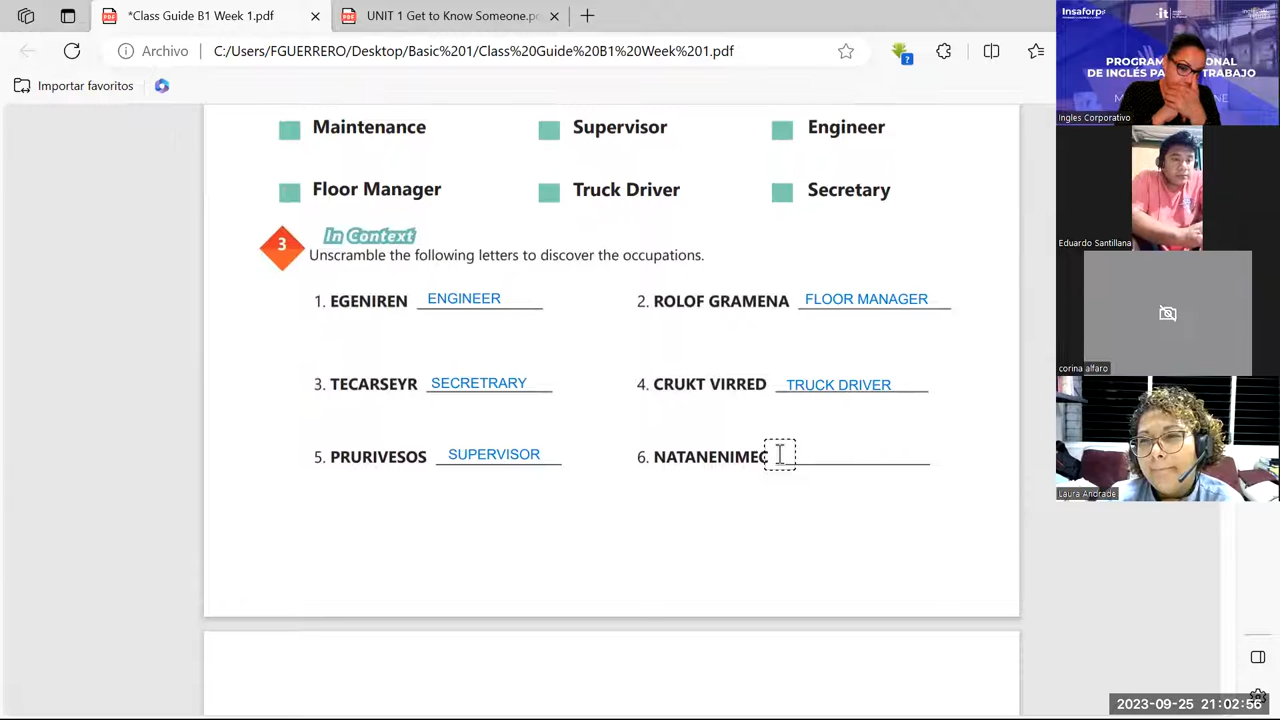 *Class Guide B1 Week 1.pdf
UNIT I Get to Know Someone.p
Archivo
C:/Users/FGUERRERO/Desktop/Basic%201/Class%20Guide%20B1%20Week%201.pdf
Importar favoritos
Maintenance
Supervisor
Engineer
Floor Manager
Truck Driver
Secretary
3
In Context
Unscramble the following letters to discover the occupations.
1. EGENIREN ENGINEER
2. ROLOF GRAMENA FLOOR MANAGER
3. TECARSEYR SECRETRARY
4. CRUKT VIRRED TRUCK DRIVER
5. PRURIVESOS SUPERVISOR
6. NATANENIMEC
Insaforp
Ingles Corporativo
Eduardo Santillana
corina alfaro
Laura Andrade
2023-09-25 21:02:56